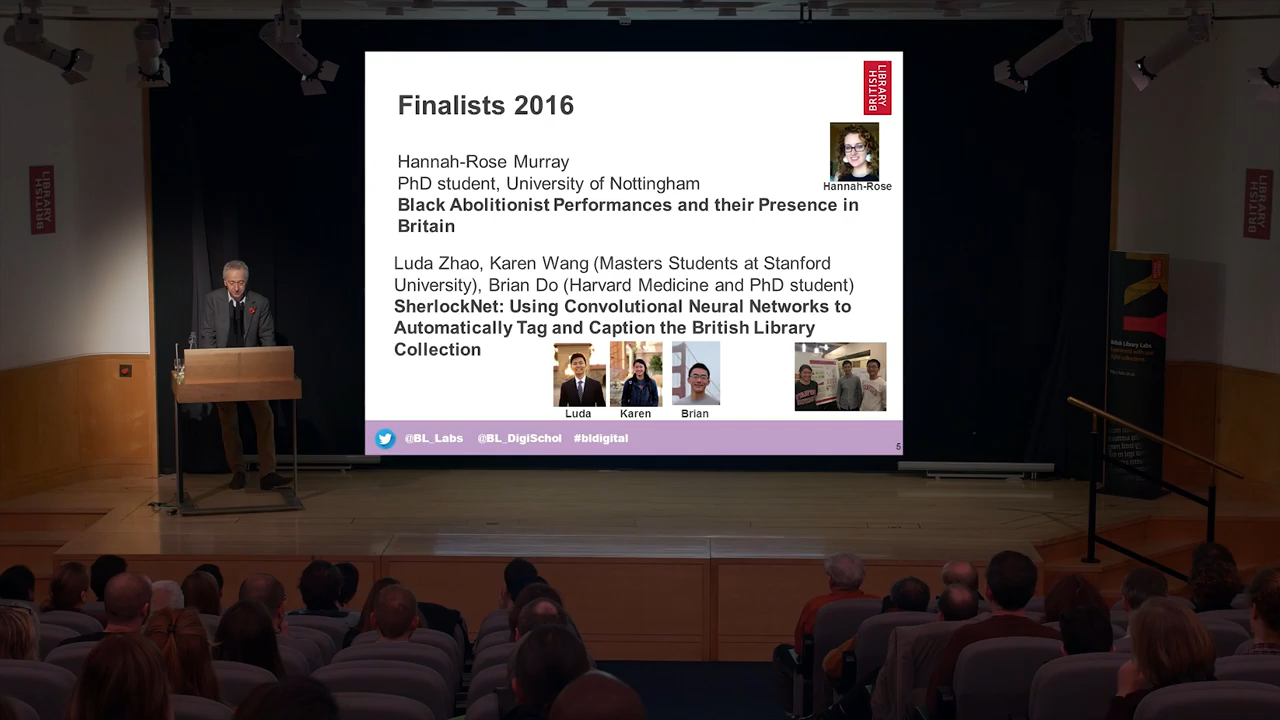 Finalists 2016
BRITISH
LIBRARY
Hannah-Rose
Hannah-Rose Murray
PhD student, University of Nottingham
Black Abolitionist Performances and their Presence in
Britain
Luda Zhao, Karen Wang (Masters Students at Stanford
University), Brian Do (Harvard Medicine and PhD student)
SherlockNet: Using Convolutional Neural Networks to
Automatically Tag and Caption the British Library
Collection
Luda
Karen
Brian
@BL_Labs @BL_DigiSchol #bldigital
5
BRITISH
LIBRARY
BRITISH
LIBRARY
British Library Labs